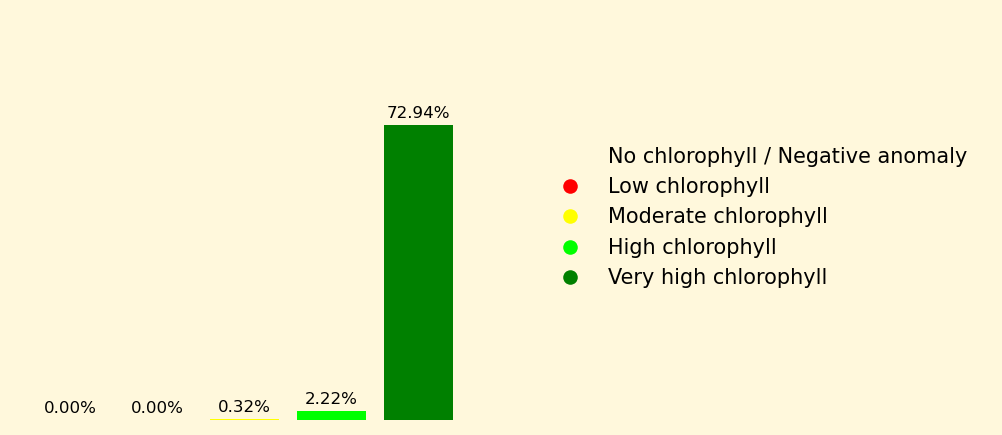 72.94%
2.22%
0.32%
0.00%
0.00%
No chlorophyll / Negative anomaly
Low chlorophyll
Moderate chlorophyll
High chlorophyll
Very high chlorophyll